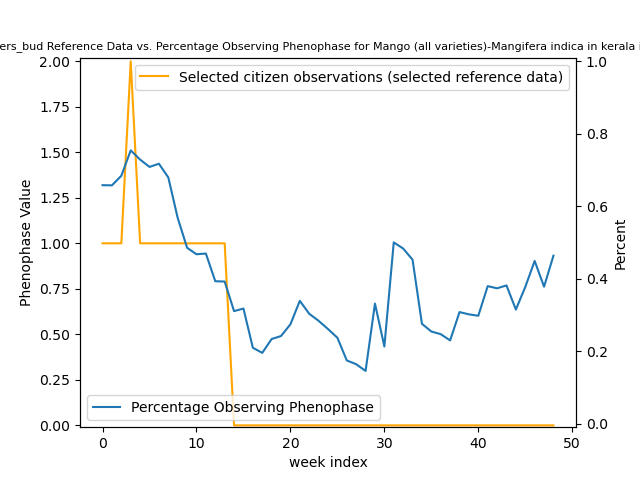 ers_bud Reference Data vs. Percentage Observing Phenophase for Mango (all varieties)-Mangifera indica in kerala i
2.00
1.75
1.50
1.25
1.00
0.75
0.50
0.25
0.00
Phenophase Value
Selected citizen observations (selected reference data)
Percentage Observing Phenophase
1.0
0.8
0.6
0.4
0.2
0.0
Percent
0 10 20 30 40 50
week index